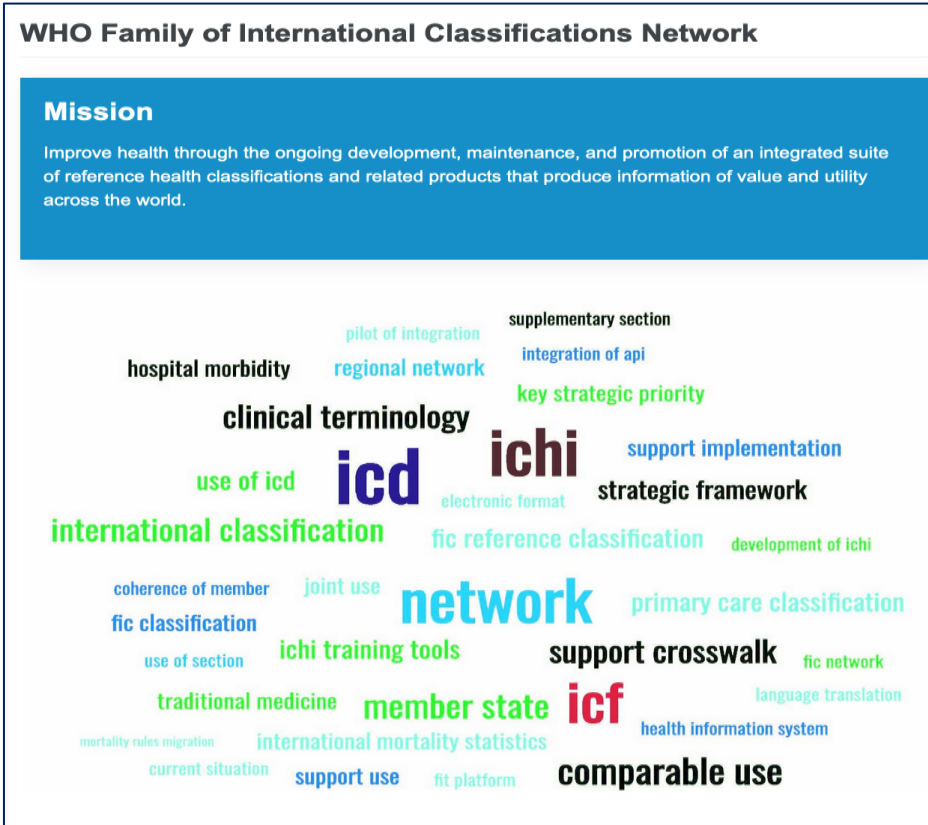 WHO Family of International Classifications Network
Mission
Improve health through the ongoing development, maintenance, and promotion of an integrated suite
of reference health classifications and related products that produce information of value and utility
across the world.
supplementary section
pilot of integration
integration of api
hospital morbidity
regional network
key strategic priority
clinical terminology
ichi
support implementation
icd
use of icd
electronic format
strategic framework
international classification
fic reference classification
development of ichi
coherence of member
joint use
network
primary care classification
fic classification
use of section
ichi training tools
support crosswalk
fic network
traditional medicine
member state
icf
language translation
health information system
mortality rules migration
international mortality statistics
current situation
support use
fit platform
comparable use